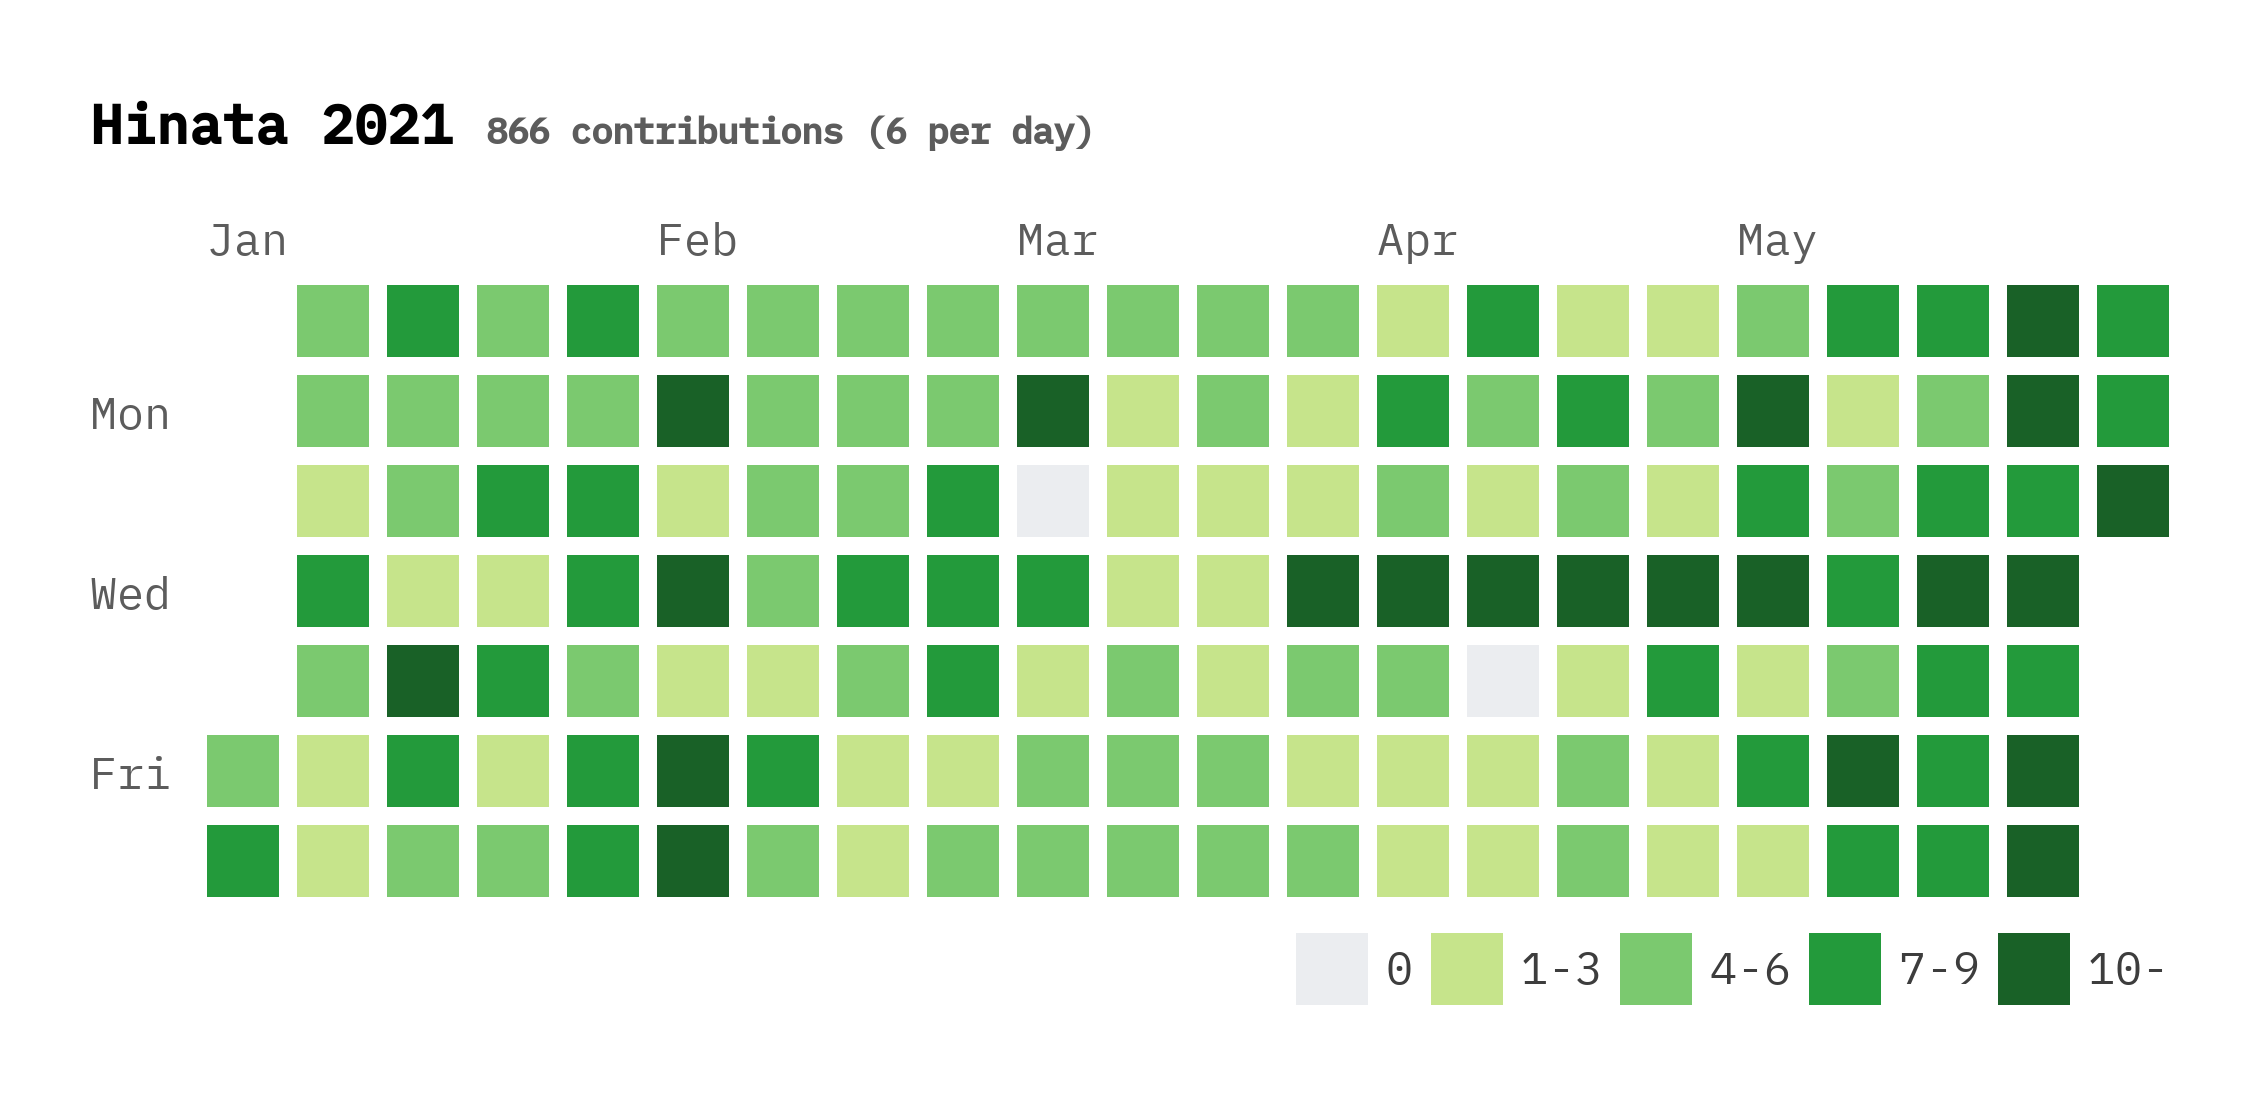 Hinata 2021 866 contributions (6 per day)
Jan Feb Mar Apr May
Mon
Wed
Fri
0 1-3 4-6 7-9 10-